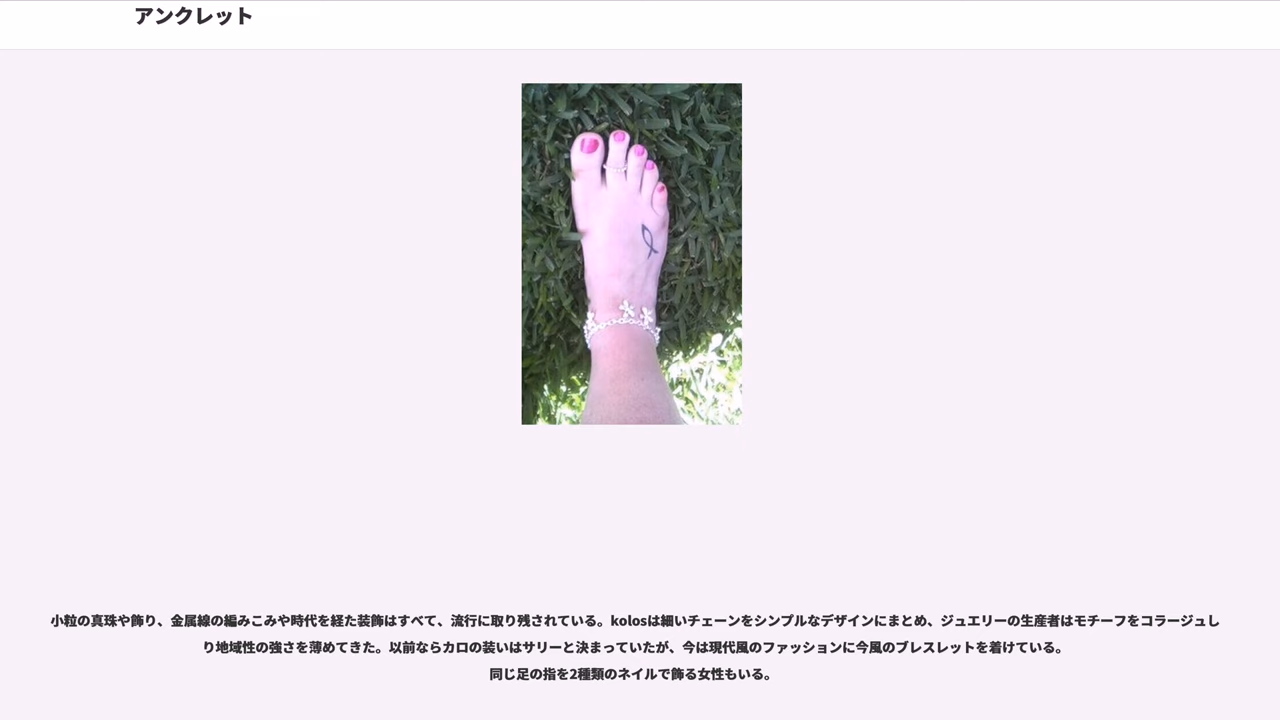 アンクレット
小粒の真珠や飾り、金属線の編みこみや時代を経た装飾はすべて、流行に取り残されている。kolosは細いチェーンをシンプルなデザインにまとめ、ジュエリーの生産者はモチーフをコラージュし
り地域性の強さを薄めてきた。以前ならカロの装いはサリーと決まっていたが、今は現代風のファッションに今風のブレスレットを着けている。
同じ足の指を2種類のネイルで飾る女性もいる。